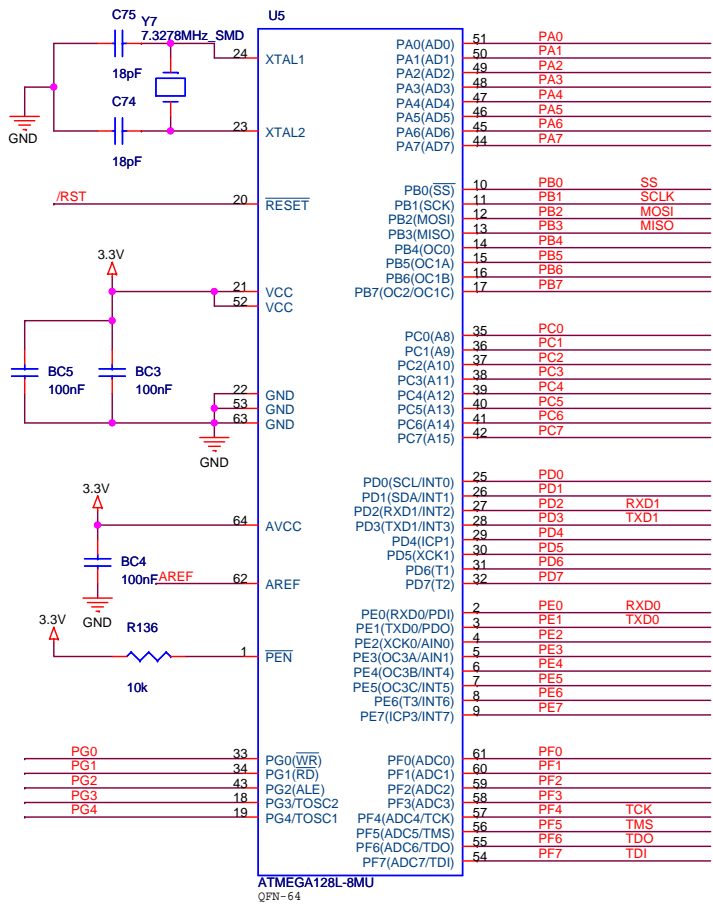 C75
Y7
7.3278MHz_SMD
18pF
C74
18pF
GND
24 XTAL1
23 XTAL2
/RST 20 RESET
3.3V
21 VCC
52 VCC
BC5
100nF
BC3
100nF
22 GND
53 GND
63 GND
GND
3.3V
64 AVCC
BC4
100nF
AREF 62 AREF
GND
3.3V
R136
10k
1 PEN
PG0 33 PG0(WR)
PG1 34 PG1(RD)
PG2 43 PG2(ALE)
PG3 18 PG3/TOSC2
PG4 19 PG4/TOSC1
U5
PA0(AD0) 51 PA0
PA1(AD1) 50 PA1
PA2(AD2) 49 PA2
PA3(AD3) 48 PA3
PA4(AD4) 47 PA4
PA5(AD5) 46 PA5
PA6(AD6) 45 PA6
PA7(AD7) 44 PA7
PB0(SS) 10 PB0 SS
PB1(SCK) 11 PB1 SCLK
PB2(MOSI) 12 PB2 MOSI
PB3(MISO) 13 PB3 MISO
PB4(OC0) 14 PB4
PB5(OC1A) 15 PB5
PB6(OC1B) 16 PB6
PB7(OC2/OC1C) 17 PB7
PC0(A8) 35 PC0
PC1(A9) 36 PC1
PC2(A10) 37 PC2
PC3(A11) 38 PC3
PC4(A12) 39 PC4
PC5(A13) 40 PC5
PC6(A14) 41 PC6
PC7(A15) 42 PC7
PD0(SCL/INT0) 25 PD0
PD1(SDA/INT1) 26 PD1
PD2(RXD1/INT2) 27 PD2 RXD1
PD3(TXD1/INT3) 28 PD3 TXD1
PD4(ICP1) 29 PD4
PD5(XCK1) 30 PD5
PD6(T1) 31 PD6
PD7(T2) 32 PD7
PE0(RXD0/PDI) 2 PE0 RXD0
PE1(TXD0/PDO) 3 PE1 TXD0
PE2(XCK0/AIN0) 4 PE2
PE3(OC3A/AIN1) 5 PE3
PE4(OC3B/INT4) 6 PE4
PE5(OC3C/INT5) 7 PE5
PE6(T3/INT6) 8 PE6
PE7(ICP3/INT7) 9 PE7
PF0(ADC0) 61 PF0
PF1(ADC1) 60 PF1
PF2(ADC2) 59 PF2
PF3(ADC3) 58 PF3
PF4(ADC4/TCK) 57 PF4 TCK
PF5(ADC5/TMS) 56 PF5 TMS
PF6(ADC6/TDO) 55 PF6 TDO
PF7(ADC7/TDI) 54 PF7 TDI
ATMEGA128L-8MU
QFN-64